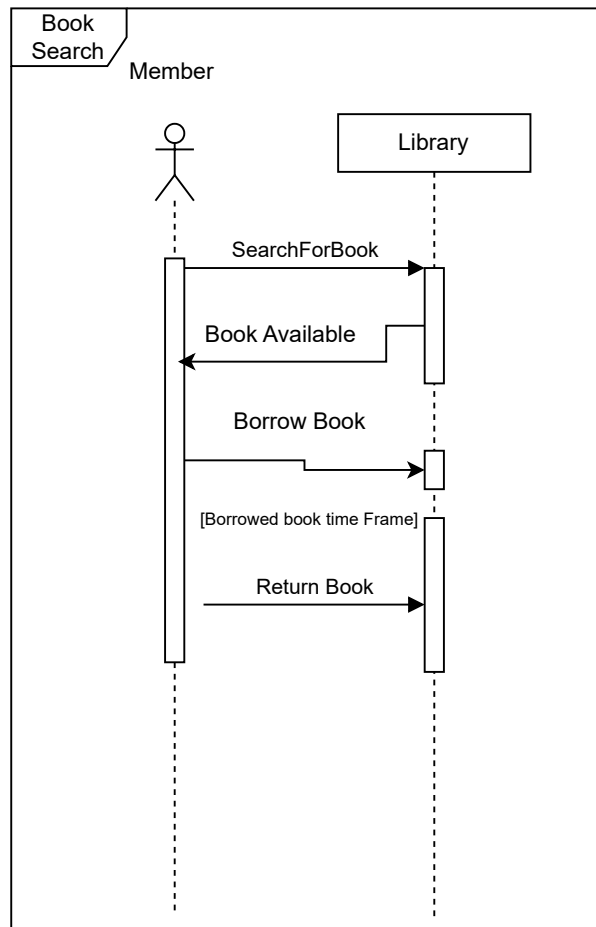 Book
Search
Member
Library
SearchForBook
Book Available
Borrow Book
[Borrowed book time Frame]
Return Book